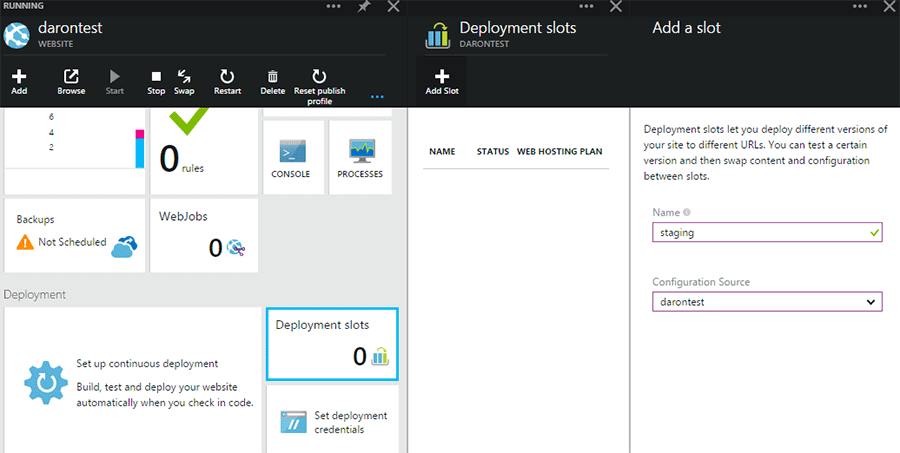 RUNNING
darontest
WEBSITE
Add
Browse
Start
Stop
Swap
Restart
Delete
Reset publish
profile
6
4
2
0 rules
CONSOLE
PROCESSES
Backups
Not Scheduled
WebJobs
0
Deployment
Set up continuous deployment
Build, test and deploy your website
automatically when you check in code.
Deployment slots
0
Set deployment
credentials
Deployment slots
DARONTEST
Add Slot
NAME STATUS WEB HOSTING PLAN
Add a slot
Deployment slots let you deploy different versions of
your site to different URLs. You can test a certain
version and then swap content and configuration
between slots.
Name
staging
Configuration Source
darontest